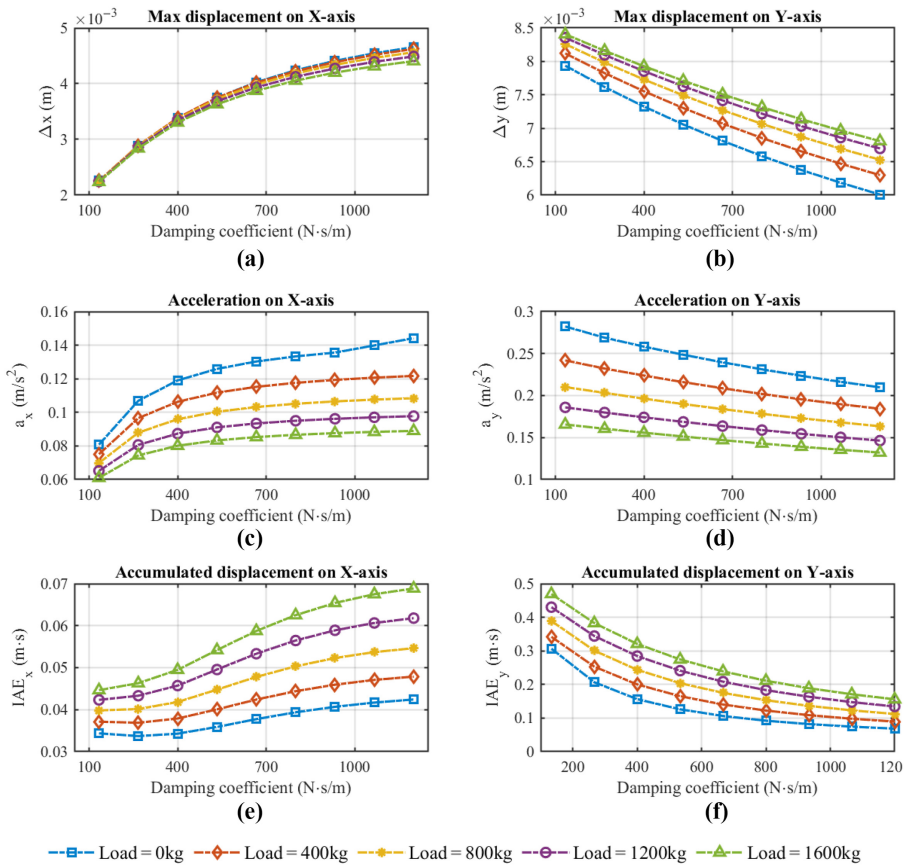 Max displacement on X-axis
×10⁻³
5
4
3
2
Δx (m)
100 400 700 1000
Damping coefficient (N·s/m)
(a)
Max displacement on Y-axis
×10⁻³
8.5
8
7.5
7
6.5
6
Δy (m)
100 400 700 1000
Damping coefficient (N·s/m)
(b)
Acceleration on X-axis
0.16
0.14
0.12
0.1
0.08
0.06
aₓ (m/s²)
100 400 700 1000
Damping coefficient (N·s/m)
(c)
Acceleration on Y-axis
0.3
0.25
0.2
0.15
0.1
a_y (m/s²)
100 400 700 1000
Damping coefficient (N·s/m)
(d)
Accumulated displacement on X-axis
0.07
0.06
0.05
0.04
0.03
IAEₓ (m·s)
100 400 700 1000
Damping coefficient (N·s/m)
(e)
Accumulated displacement on Y-axis
0.5
0.4
0.3
0.2
0.1
0
IAE_y (m·s)
200 400 600 800 1000 120
Damping coefficient (N·s/m)
(f)
Load = 0kg Load = 400kg Load = 800kg Load = 1200kg Load = 1600kg